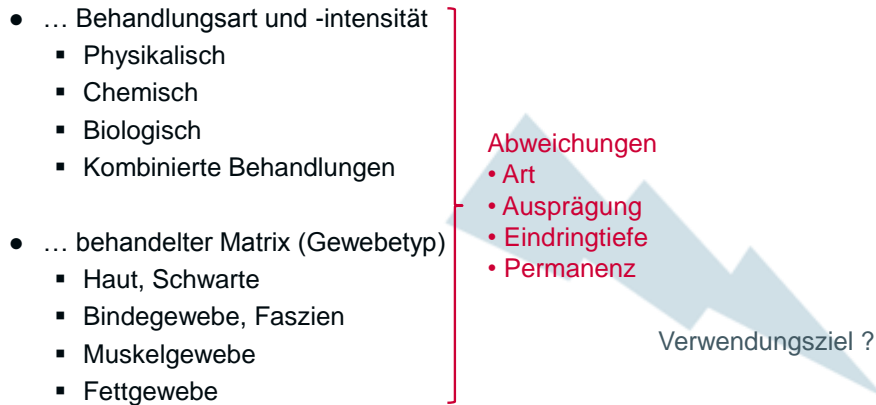 ● … Behandlungsart und -intensität
▪ Physikalisch
▪ Chemisch
▪ Biologisch
▪ Kombinierte Behandlungen
● … behandelter Matrix (Gewebetyp)
▪ Haut, Schwarte
▪ Bindegewebe, Faszien
▪ Muskelgewebe
▪ Fettgewebe
Abweichungen
• Art
• Ausprägung
• Eindringtiefe
• Permanenz
Verwendungsziel ?